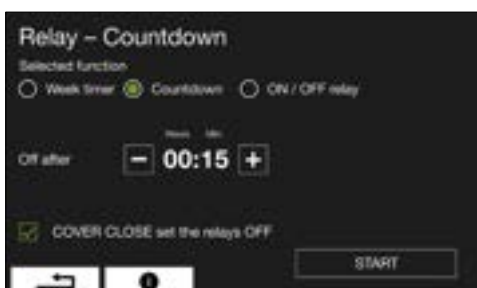 Relay – Countdown
Selected function
Week timer Countdown ON / OFF relay
Hours Min
Off after − 00:15 +
COVER CLOSE set the relays OFF
START